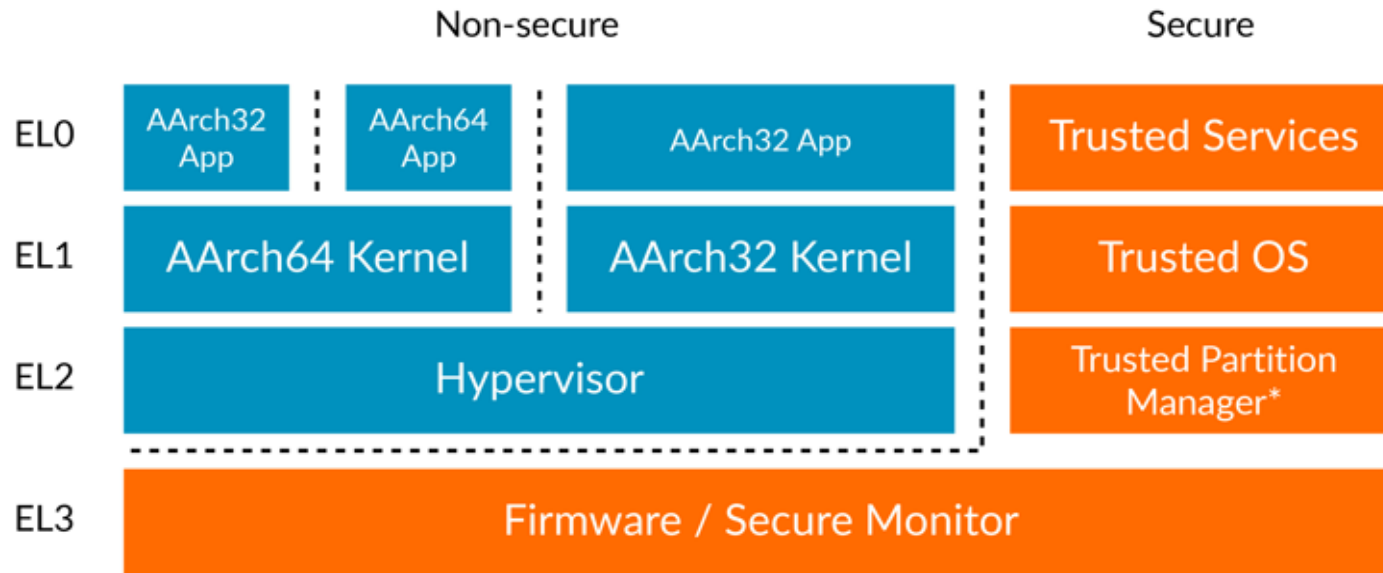 Non-secure
Secure
EL0
AArch32
App
AArch64
App
AArch32 App
Trusted Services
EL1
AArch64 Kernel
AArch32 Kernel
Trusted OS
EL2
Hypervisor
Trusted Partition
Manager*
EL3
Firmware / Secure Monitor